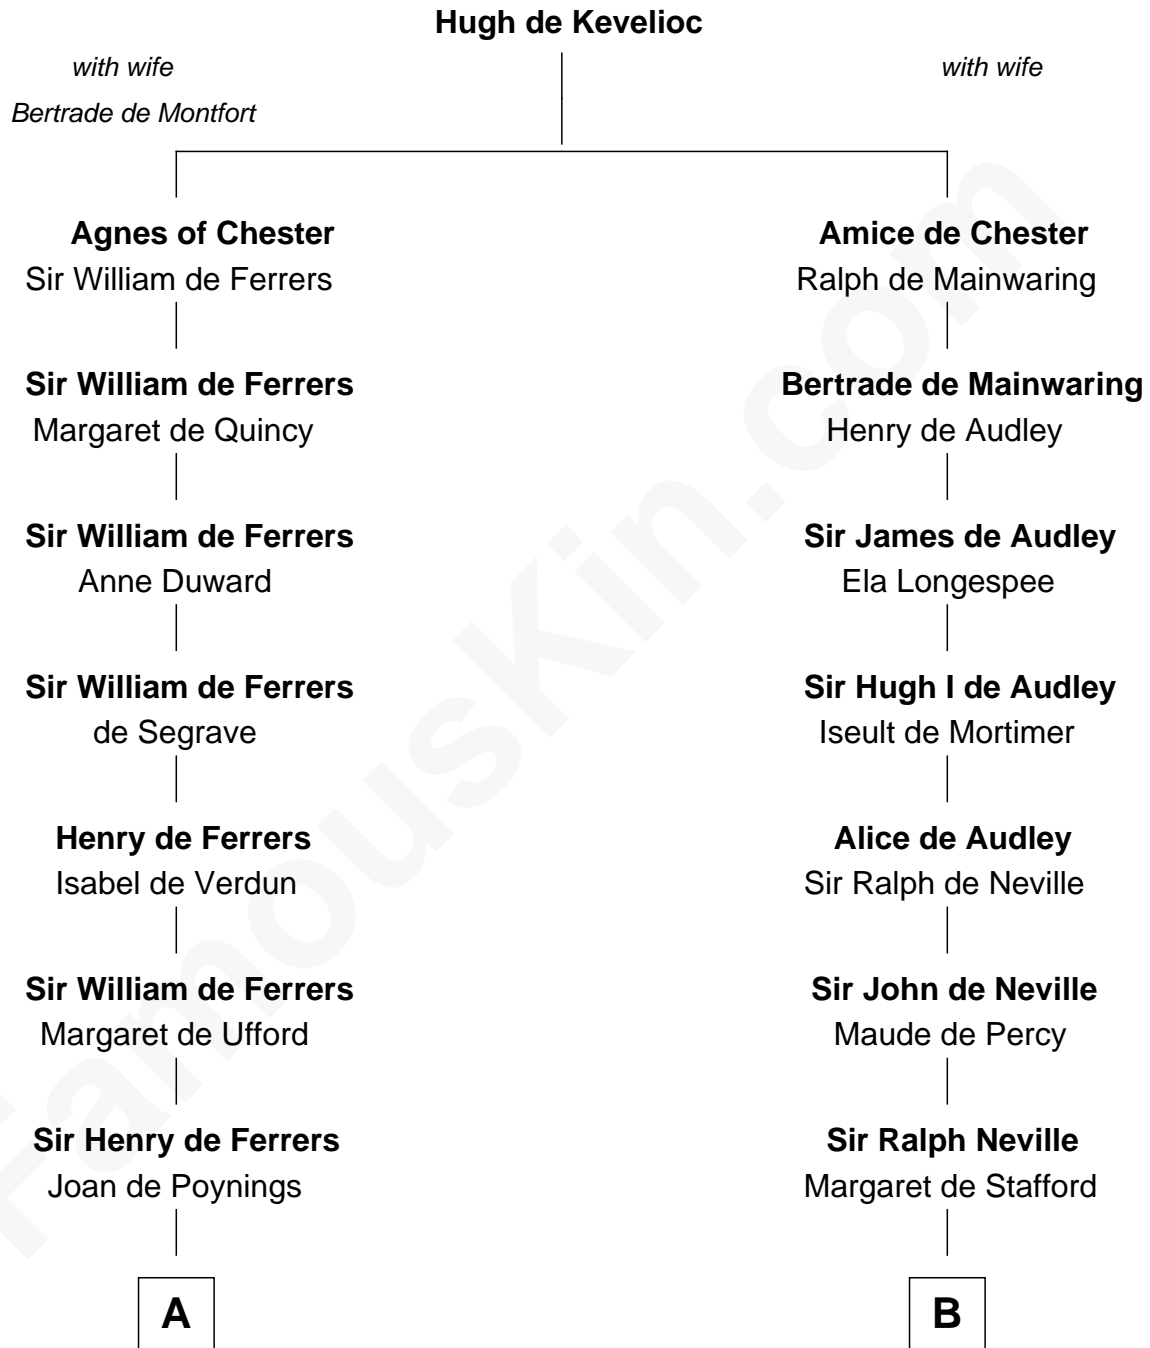 Hugh de Kevelioc
with wife
Bertrade de Montfort
with wife
Agnes of Chester
Sir William de Ferrers
Amice de Chester
Ralph de Mainwaring
Sir William de Ferrers
Margaret de Quincy
Bertrade de Mainwaring
Henry de Audley
Sir William de Ferrers
Anne Duward
Sir James de Audley
Ela Longespee
Sir William de Ferrers
de Segrave
Sir Hugh I de Audley
Iseult de Mortimer
Henry de Ferrers
Isabel de Verdun
Alice de Audley
Sir Ralph de Neville
Sir William de Ferrers
Margaret de Ufford
Sir John de Neville
Maude de Percy
Sir Henry de Ferrers
Joan de Poynings
Sir Ralph Neville
Margaret de Stafford
A
B
FamousKin.com